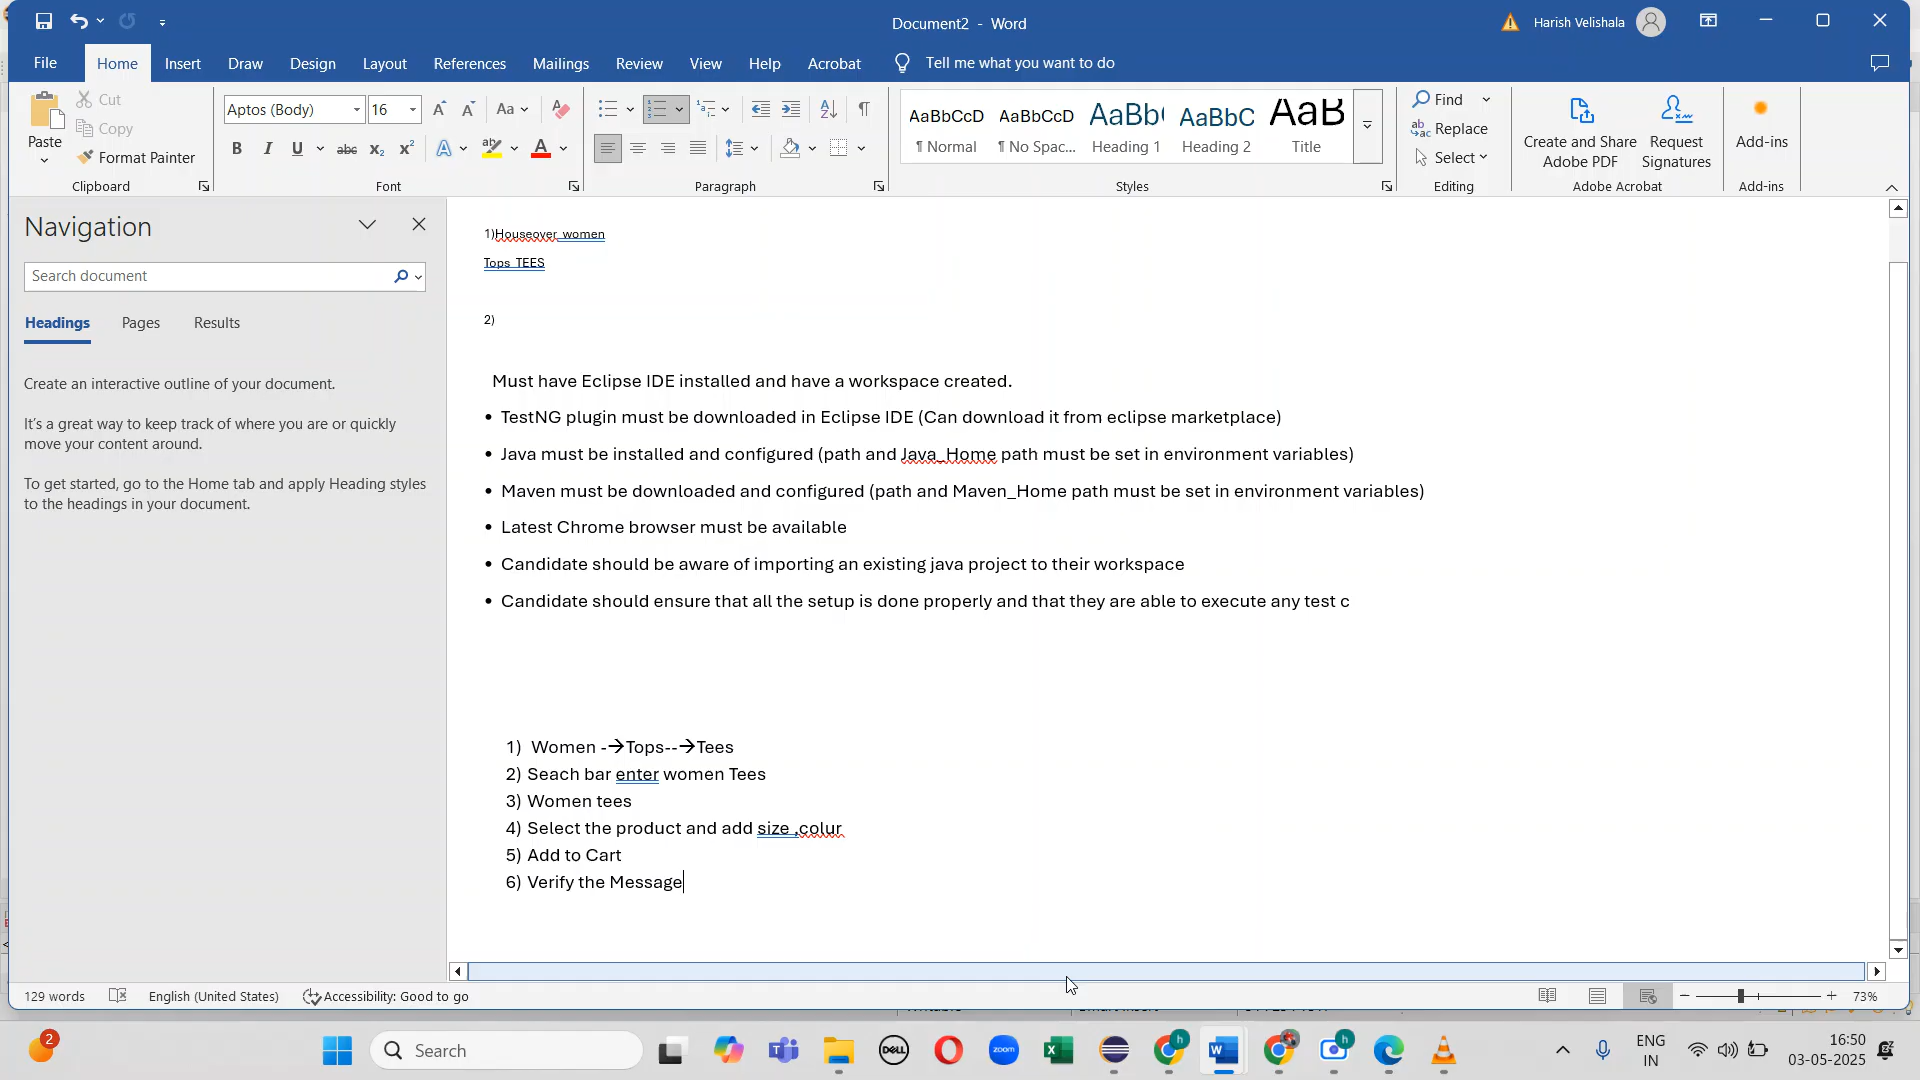 Document2 - Word
Harish Velishala
File Home Insert Draw Design Layout References Mailings Review View Help Acrobat Tell me what you want to do
Paste
Cut
Copy
Format Painter
Clipboard
Aptos (Body) 16
Font
Paragraph
AaBbCcD AaBbCcD AaBb( AaBbC AaB
¶ Normal ¶ No Spac... Heading 1 Heading 2 Title
Styles
Find
Replace
Select
Editing
Create and Share Adobe PDF
Request Signatures
Adobe Acrobat
Add-ins
Add-ins
Navigation
Search document
Headings Pages Results
Create an interactive outline of your document.
It's a great way to keep track of where you are or quickly
move your content around.
To get started, go to the Home tab and apply Heading styles
to the headings in your document.
1)Houseover women
Tops TEES
2)
Must have Eclipse IDE installed and have a workspace created.
• TestNG plugin must be downloaded in Eclipse IDE (Can download it from eclipse marketplace)
• Java must be installed and configured (path and Java_Home path must be set in environment variables)
• Maven must be downloaded and configured (path and Maven_Home path must be set in environment variables)
• Latest Chrome browser must be available
• Candidate should be aware of importing an existing java project to their workspace
• Candidate should ensure that all the setup is done properly and that they are able to execute any test c
1) Women -→Tops--→Tees
2) Seach bar enter women Tees
3) Women tees
4) Select the product and add size ,colur
5) Add to Cart
6) Verify the Message
129 words English (United States) Accessibility: Good to go 73%
2 Search DELL zoom ENG IN 16:50 03-05-2025